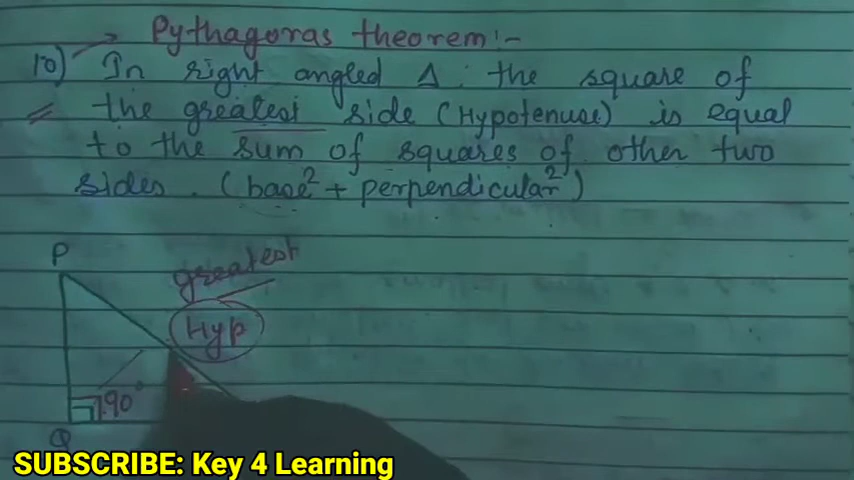 Pythagoras theorem:-
10) In right angled Δ the square of
the greatest side (Hypotenuse) is equal
to the sum of squares of other two
sides. (base² + perpendicular²)
P
greatest
Hyp
90°
Q
SUBSCRIBE: Key 4 Learning